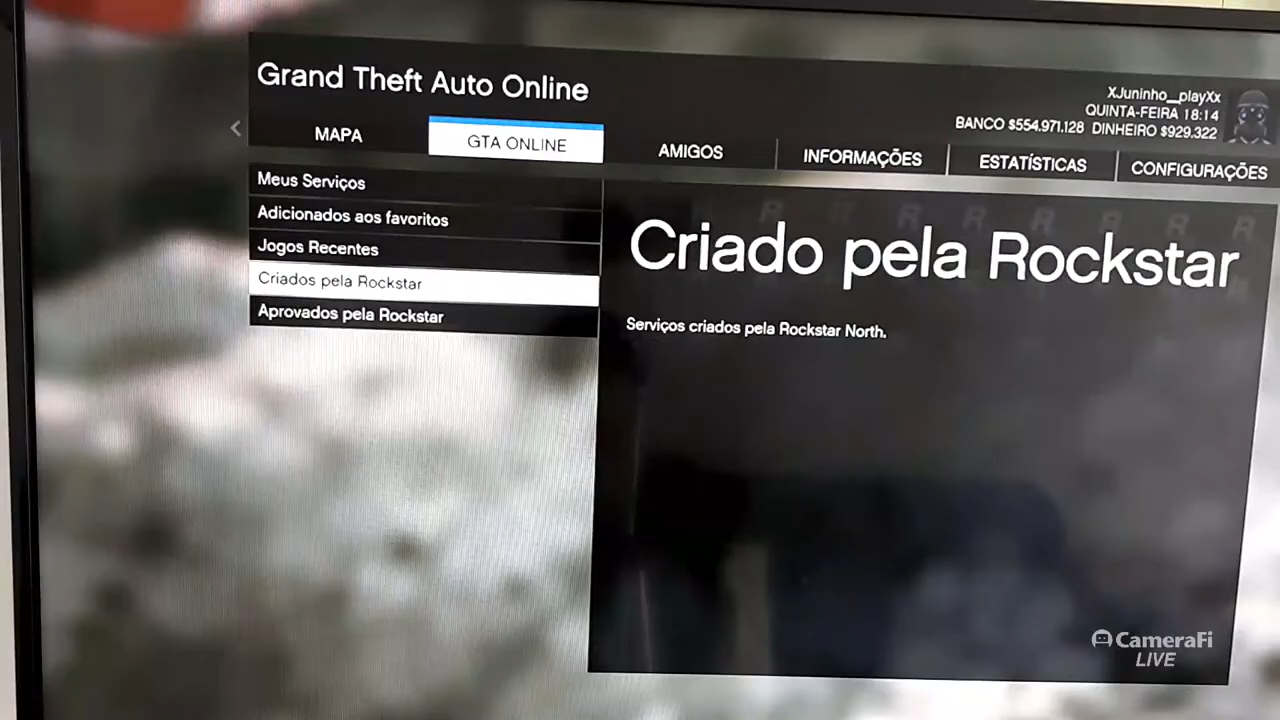 Grand Theft Auto Online
XJuninho_playXx
QUINTA-FEIRA 18:14
BANCO $554.971.128 DINHEIRO $929.322
MAPA
GTA ONLINE
AMIGOS
INFORMAÇÕES
ESTATÍSTICAS
CONFIGURAÇÕES
Meus Serviços
Adicionados aos favoritos
Jogos Recentes
Criados pela Rockstar
Aprovados pela Rockstar
Criado pela Rockstar
Serviços criados pela Rockstar North.
CameraFi
LIVE